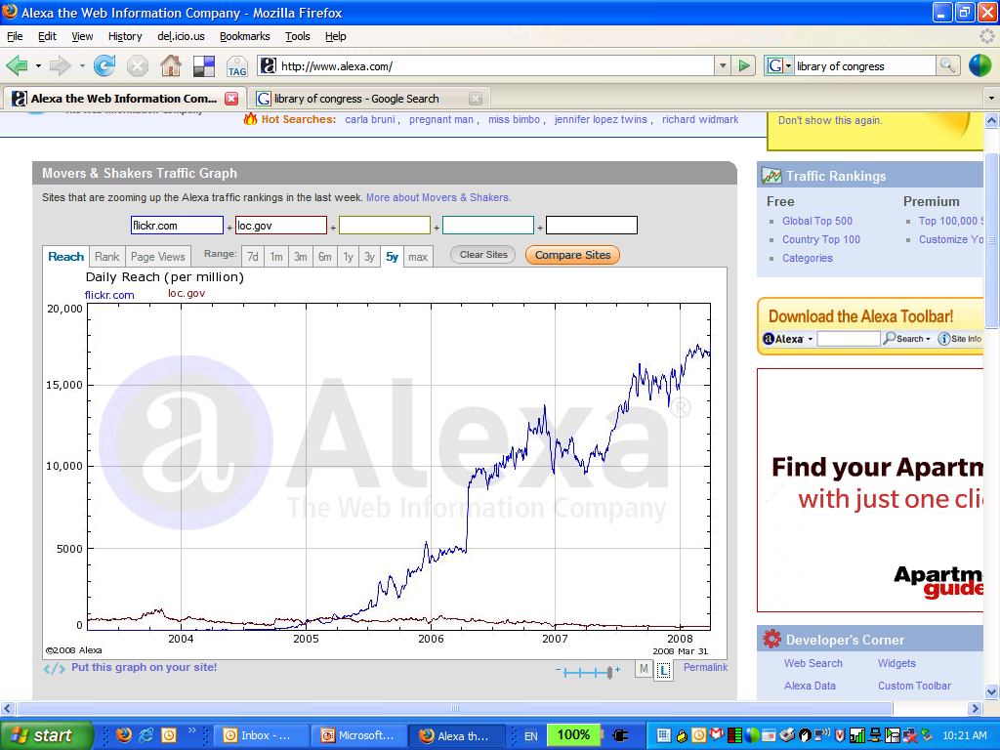 Alexa the Web Information Company - Mozilla Firefox
File Edit View History del.icio.us Bookmarks Tools Help
TAG http://www.alexa.com/ G library of congress
Alexa the Web Information Com... library of congress - Google Search
Hot Searches: carla bruni , pregnant man , miss bimbo , jennifer lopez twins , richard widmark
Don't show this again.
Movers & Shakers Traffic Graph
Sites that are zooming up the Alexa traffic rankings in the last week. More about Movers & Shakers.
flickr.com + loc.gov + + +
Reach Rank Page Views Range: 7d 1m 3m 6m 1y 3y 5y max Clear Sites Compare Sites
Daily Reach (per million)
flickr.com loc.gov
20,000
15,000
10,000
5000
0
2004 2005 2006 2007 2008
a Alexa ®
The Web Information Company
©2008 Alexa 2008 Mar 31
Put this graph on your site! - + M L Permalink
Traffic Rankings
Free Premium
Global Top 500 Top 100,000 S
Country Top 100 Customize Yo
Categories
Download the Alexa Toolbar!
Alexa Search Site Info
Find your Apartm
with just one clic
Apartm
guide
Developer's Corner
Web Search Widgets
Alexa Data Custom Toolbar
start Inbox - ... Microsoft... Alexa th... EN 100% 10:21 AM